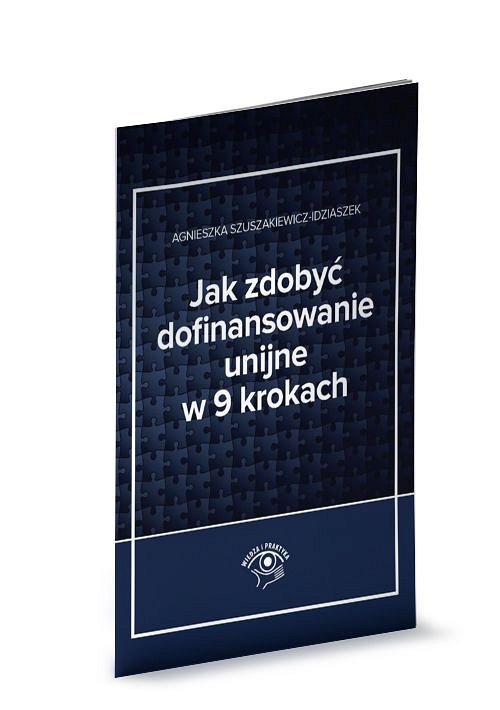 AGNIESZKA SZUSZAKIEWICZ-IDZIASZEK
Jak zdobyć
dofinansowanie
unijne
w 9 krokach
WIEDZA I PRAKTYKA